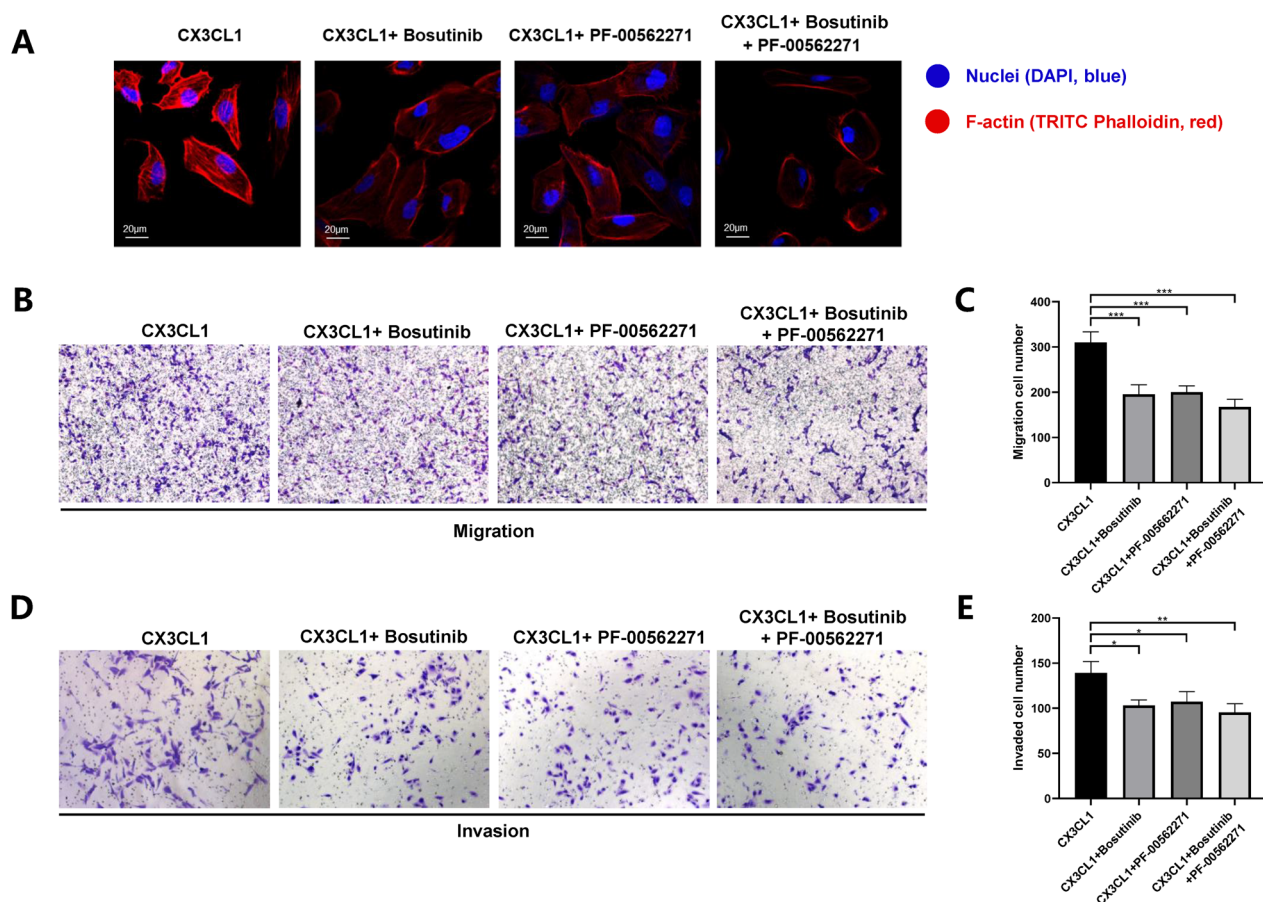 A
CX3CL1
CX3CL1+ Bosutinib
CX3CL1+ PF-00562271
CX3CL1+ Bosutinib
+ PF-00562271
Nuclei (DAPI, blue)
F-actin (TRITC Phalloidin, red)
20μm
20μm
20μm
20μm
B
CX3CL1
CX3CL1+ Bosutinib
CX3CL1+ PF-00562271
CX3CL1+ Bosutinib
+ PF-00562271
Migration
C
Migration cell number
400
300
200
100
0
***
***
***
CX3CL1
CX3CL1+Bosutinib
CX3CL1+PF-005662271
CX3CL1+Bosutinib
+PF-00562271
D
CX3CL1
CX3CL1+ Bosutinib
CX3CL1+ PF-00562271
CX3CL1+ Bosutinib
+ PF-00562271
Invasion
E
Invaded cell number
200
150
100
50
0
**
*
*
CX3CL1
CX3CL1+Bosutinib
CX3CL1+PF-00562271
CX3CL1+Bosutinib
+PF-00562271